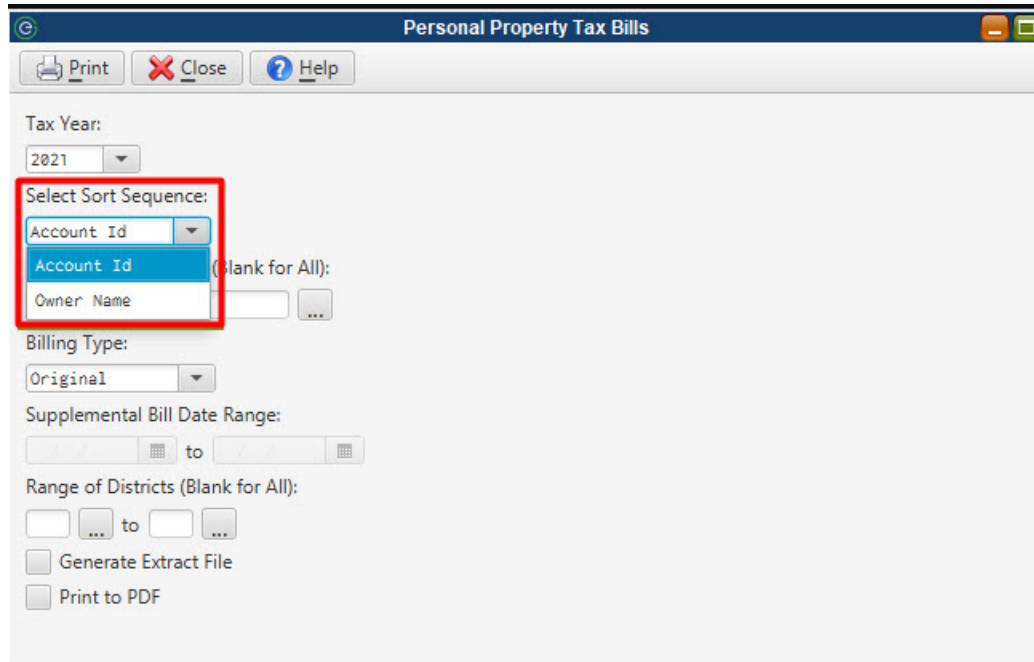 Personal Property Tax Bills
Print Close Help
Tax Year:
2021
Select Sort Sequence:
Account Id
Account Id
(Blank for All):
Owner Name
...
Billing Type:
Original
Supplemental Bill Date Range:
/ / to / /
Range of Districts (Blank for All):
... to ...
Generate Extract File
Print to PDF